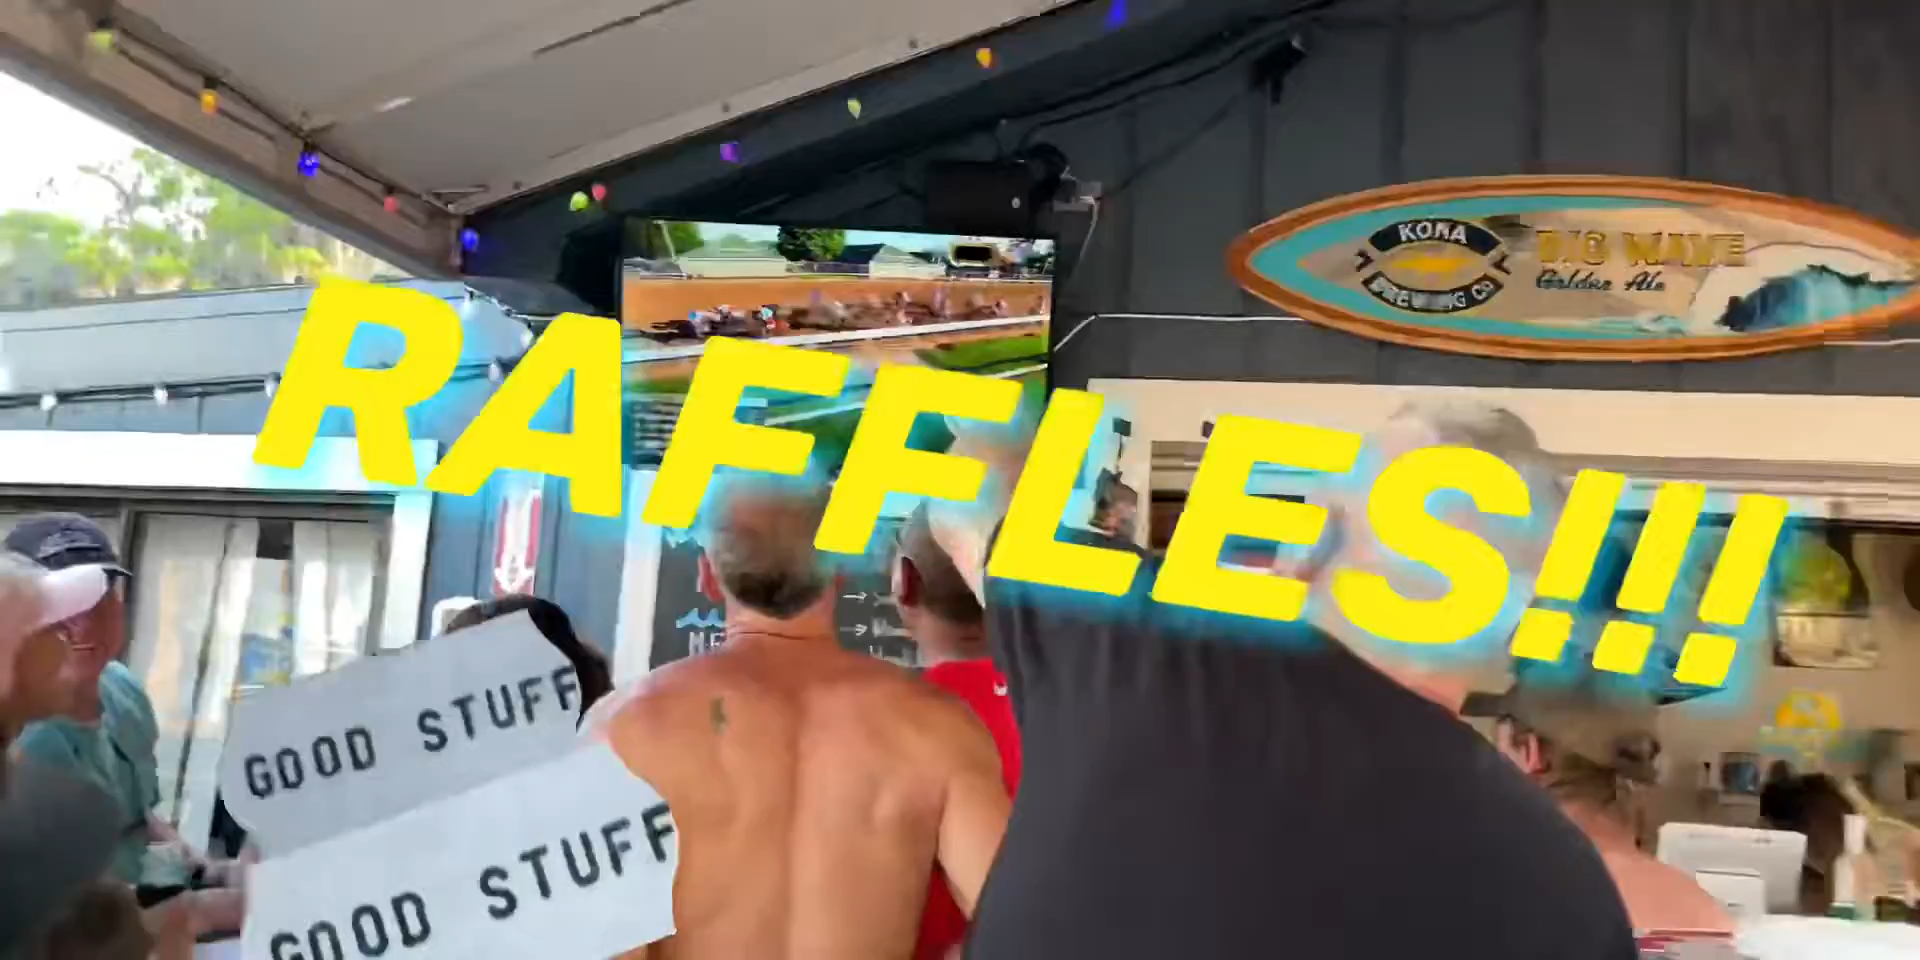 KONA
BREWING CO
BIG WAVE
Golden Ale
RAFFLES!!!
GOOD STUFF
GOOD STUFF